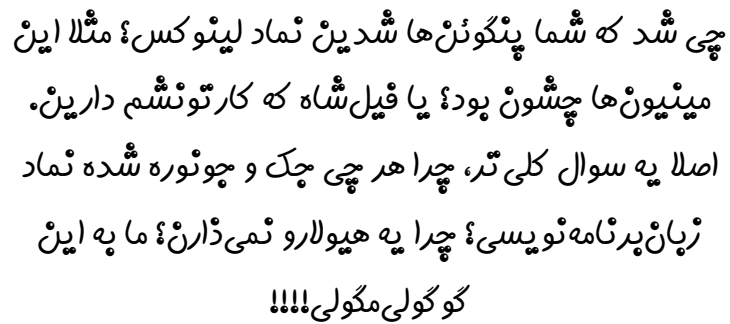 چی شد که شما پنگوئن‌ها شدین نماد لینوکس؟ مثلا این
مینیون‌ها چشون بود؟ یا فیل‌شاه که کارتونشم دارین.
اصلا یه سوال کلی‌تر، چرا هر چی جک و جونوره شده نماد
زبان‌برنامه‌نویسی؟ چرا یه هیولارو نمی‌ذارن؟ ما به این
گوگولی‌مگولی!!!!